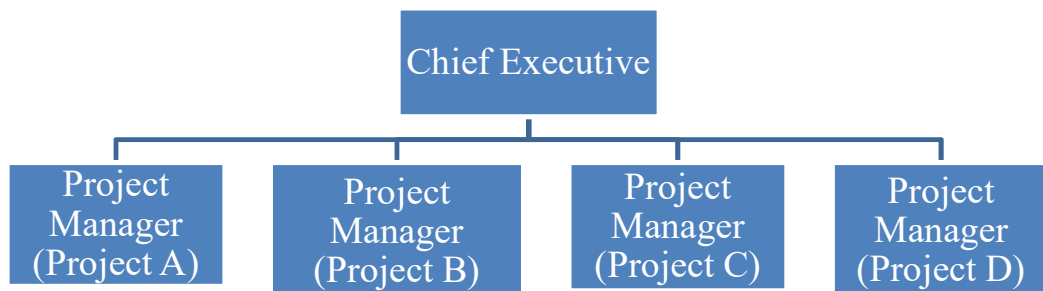 Chief Executive
Project
Manager
(Project A)
Project
Manager
(Project B)
Project
Manager
(Project C)
Project
Manager
(Project D)